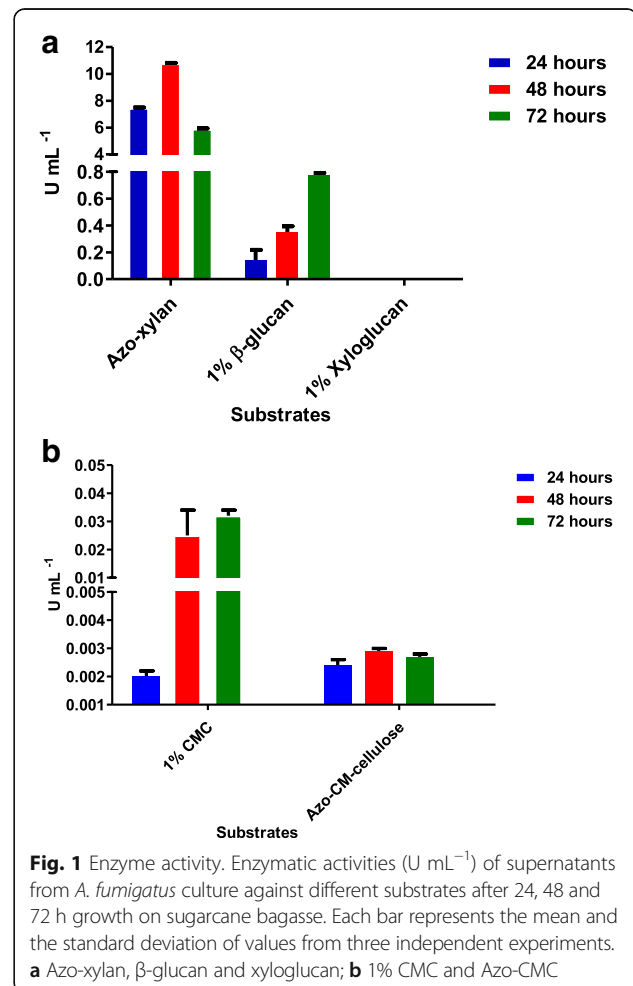 a
12
10
8
6
4
0.8
0.6
0.4
0.2
0.0
U mL -1
24 hours
48 hours
72 hours
Azo-xylan
1% β-glucan
1% Xyloglucan
Substrates
b
0.05
0.04
0.03
0.02
0.01
0.005
0.004
0.003
0.002
0.001
U mL -1
24 hours
48 hours
72 hours
1% CMC
Azo-CM-cellulose
Substrates
Fig. 1 Enzyme activity. Enzymatic activities (U mL−1) of supernatants
from A. fumigatus culture against different substrates after 24, 48 and
72 h growth on sugarcane bagasse. Each bar represents the mean and
the standard deviation of values from three independent experiments.
a Azo-xylan, β-glucan and xyloglucan; b 1% CMC and Azo-CMC